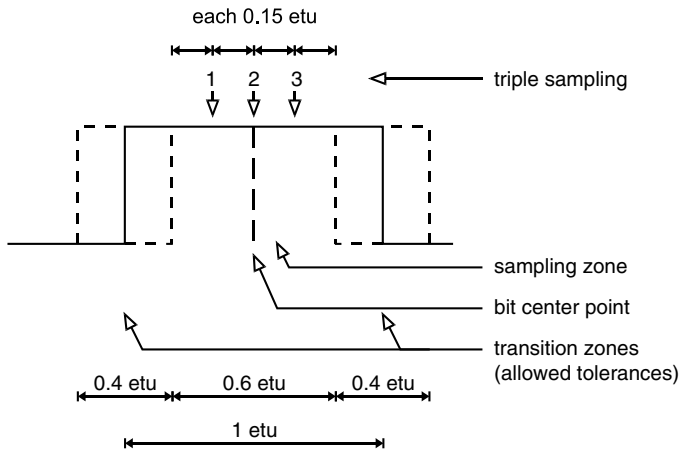 each 0.15 etu
1 2 3
triple sampling
sampling zone
bit center point
transition zones
(allowed tolerances)
0.4 etu 0.6 etu 0.4 etu
1 etu